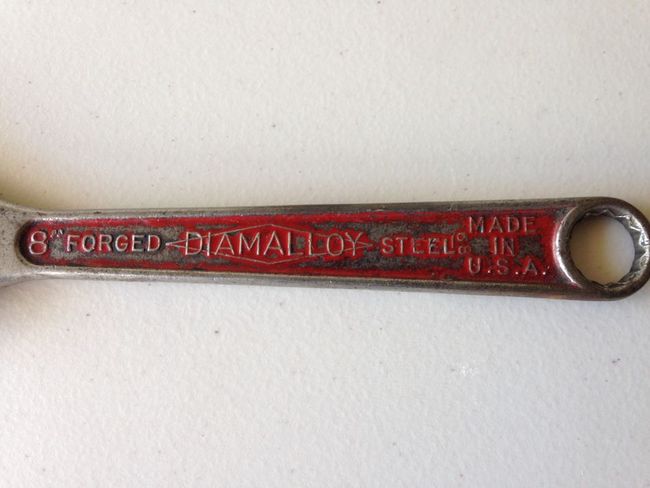 8" FORGED DIAMALLOY STEEL
MADE
IN
U.S.A.